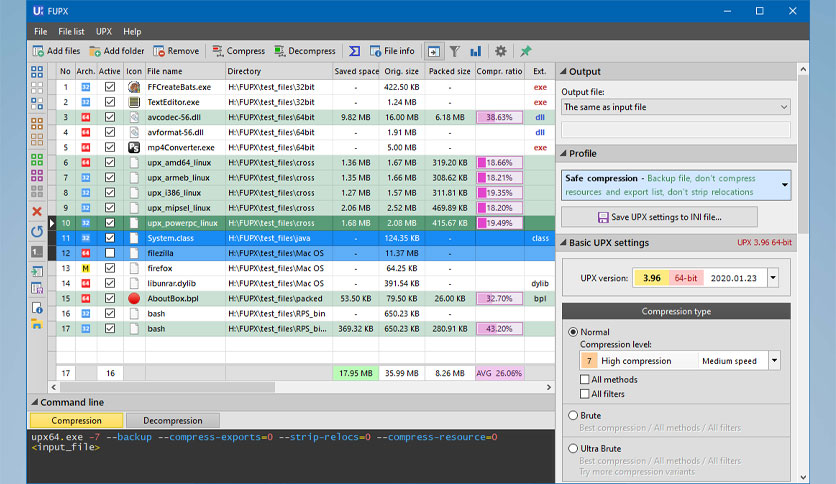 FUPX
File File list UPX Help
Add files Add folder Remove Compress Decompress File info
No Arch. Active Icon File name Directory Saved space Orig. size Packed size Compr. ratio Ext.
1 32 FFCreateBats.exe H:\FUPX\test_files\32bit - 422.50 KB - exe
2 32 TextEditor.exe H:\FUPX\test_files\32bit - 1.24 MB - exe
3 64 avcodec-56.dll H:\FUPX\test_files\64bit 9.82 MB 16.00 MB 6.18 MB 38.63% dll
4 64 avformat-56.dll H:\FUPX\test_files\64bit - 1.91 MB - dll
5 64 mp4Converter.exe H:\FUPX\test_files\64bit - 5.00 MB - exe
6 64 upx_amd64_linux H:\FUPX\test_files\cross 1.36 MB 1.67 MB 319.20 KB 18.66%
7 32 upx_armeb_linux H:\FUPX\test_files\cross 1.35 MB 1.66 MB 308.62 KB 18.21%
8 32 upx_i386_linux H:\FUPX\test_files\cross 1.27 MB 1.57 MB 311.81 KB 19.35%
9 32 upx_mipsel_linux H:\FUPX\test_files\cross 2.06 MB 2.52 MB 469.89 KB 18.20%
10 32 upx_powerpc_linux H:\FUPX\test_files\cross 1.68 MB 2.08 MB 415.67 KB 19.49%
11 32 System.class H:\FUPX\test_files\java - 124.35 KB - class
12 64 filezilla H:\FUPX\test_files\Mac OS - 11.37 MB -
13 M firefox H:\FUPX\test_files\Mac OS - 64.25 KB -
14 64 libunrar.dylib H:\FUPX\test_files\Mac OS - 391.54 KB - dylib
15 64 AboutBox.bpl H:\FUPX\test_files\packed 53.50 KB 79.50 KB 26.00 KB 32.70% bpl
16 32 bash H:\FUPX\test_files\RPS_bin - 650.23 KB -
17 32 bash H:\FUPX\test_files\RPS_bi... 369.32 KB 650.23 KB 280.91 KB 43.20%
17 16 17.95 MB 35.99 MB 8.26 MB AVG 26.06%
Command line
Compression Decompression
upx64.exe -7 --backup --compress-exports=0 --strip-relocs=0 --compress-resource=0
<input_file>
Output
Output file:
The same as input file
Profile
Safe compression - Backup file, don't compress
resources and export list, don't strip relocations
Save UPX settings to INI file...
Basic UPX settings UPX 3.96 64-bit
UPX version: 3.96 64-bit 2020.01.23
Compression type
Normal
Compression level:
7 High compression Medium speed
All methods
All filters
Brute
Best compression / All methods / All filters
Ultra Brute
Best compression / All methods / All filters
Try more compression variants